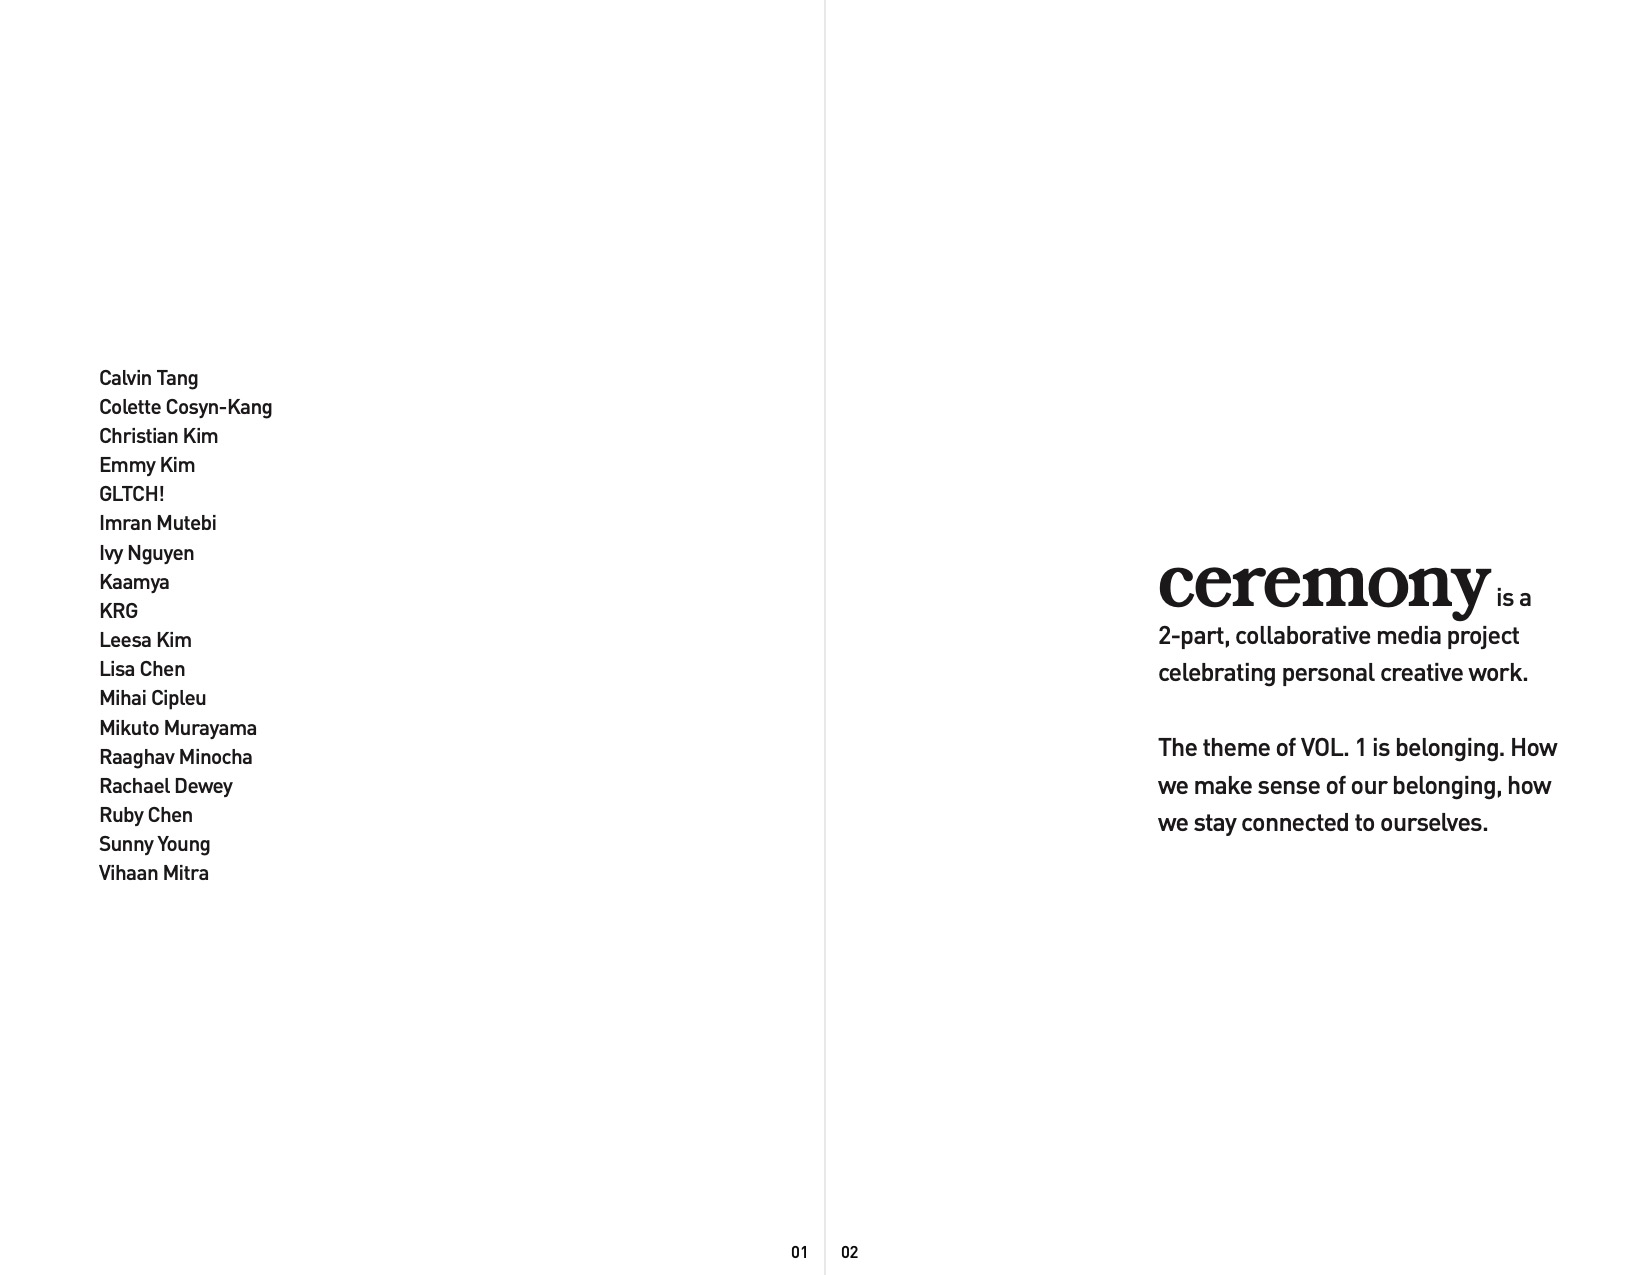 Calvin Tang
Colette Cosyn-Kang
Christian Kim
Emmy Kim
GLTCH!
Imran Mutebi
Ivy Nguyen
Kaamya
KRG
Leesa Kim
Lisa Chen
Mihai Cipleu
Mikuto Murayama
Raaghav Minocha
Rachael Dewey
Ruby Chen
Sunny Young
Vihaan Mitra
01
ceremony is a
2-part, collaborative media project
celebrating personal creative work.
The theme of VOL. 1 is belonging. How
we make sense of our belonging, how
we stay connected to ourselves.
02